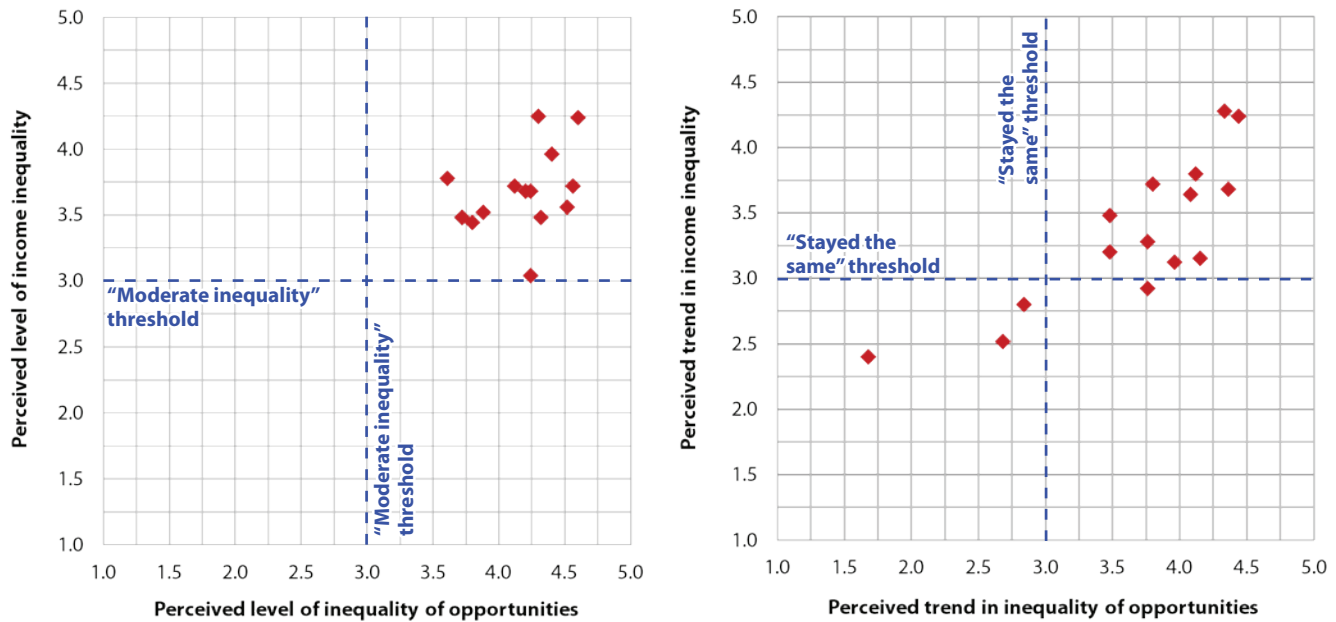 5.0
4.5
4.0
3.5
3.0
2.5
2.0
1.5
1.0
Perceived level of income inequality
“Moderate inequality”
threshold
“Moderate inequality”
threshold
1.0 1.5 2.0 2.5 3.0 3.5 4.0 4.5 5.0
Perceived level of inequality of opportunities
5.0
4.5
4.0
3.5
3.0
2.5
2.0
1.5
1.0
Perceived trend in income inequality
“Stayed the
same” threshold
“Stayed the
same” threshold
1.0 1.5 2.0 2.5 3.0 3.5 4.0 4.5 5.0
Perceived trend in inequality of opportunities